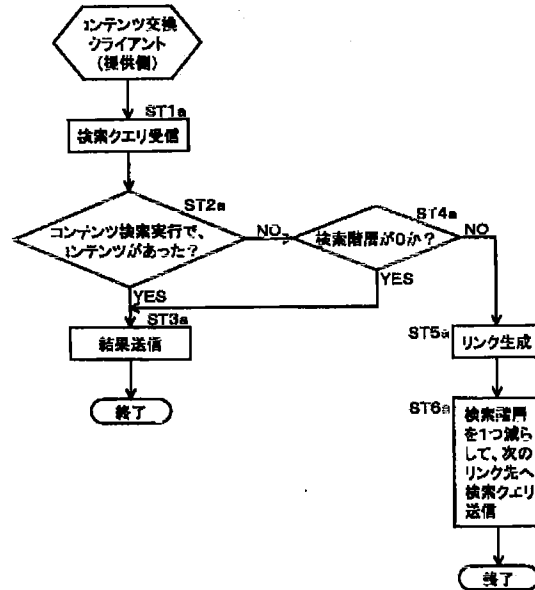 コンテンツ交換
クライアント
(提供側)
ST1a
検索クエリ受信
ST2a
コンテンツ検索実行で、
コンテンツがあった？
NO
YES
ST4a
検索階層が0か？
NO
YES
ST3a
結果送信
終了
ST5a
リンク生成
ST6a
検索階層
を1つ減ら
して、次の
リンク先へ
検索クエリ
送信
終了